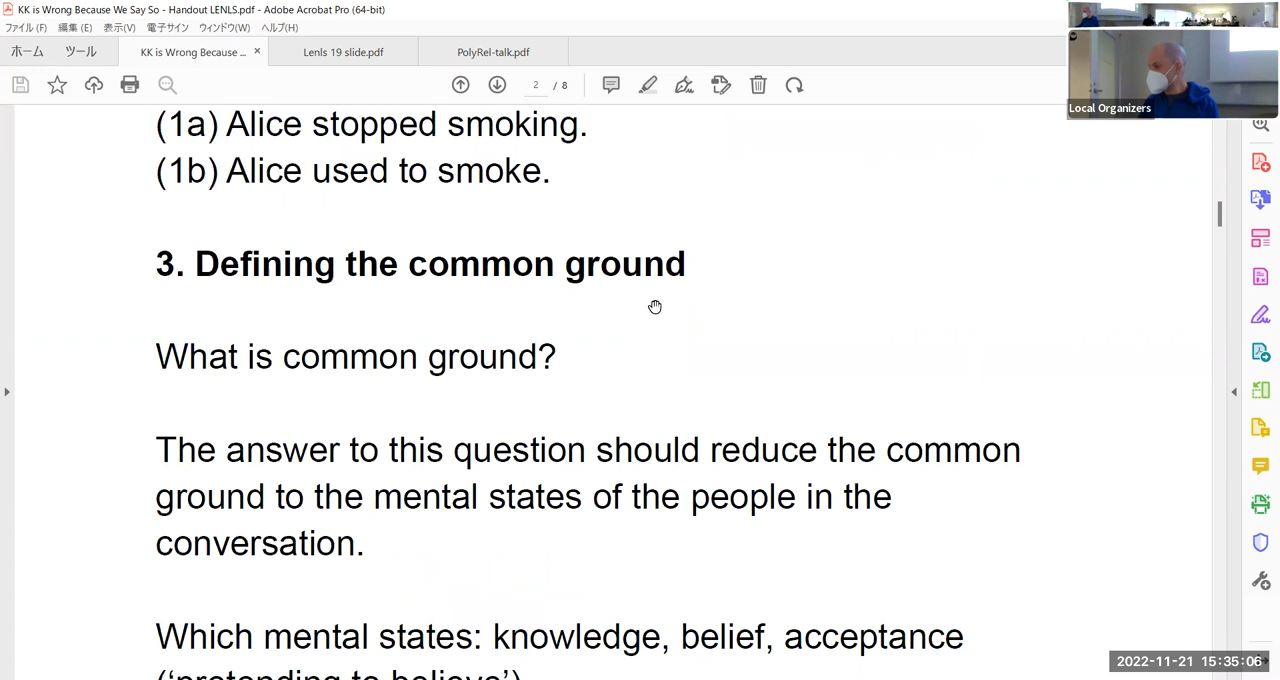 KK is Wrong Because We Say So - Handout LENLS.pdf - Adobe Acrobat Pro (64-bit)
ファイル(F) 編集(E) 表示(V) 電子サイン ウィンドウ(W) ヘルプ(H)
ホーム ツール KK is Wrong Because ... × Lenls 19 slide.pdf PolyRel-talk.pdf
2 / 8
Local Organizers
(1a) Alice stopped smoking.
(1b) Alice used to smoke.
3. Defining the common ground
What is common ground?
The answer to this question should reduce the common
ground to the mental states of the people in the
conversation.
Which mental states: knowledge, belief, acceptance
('pretending to believe')
2022-11-21 15:35:06